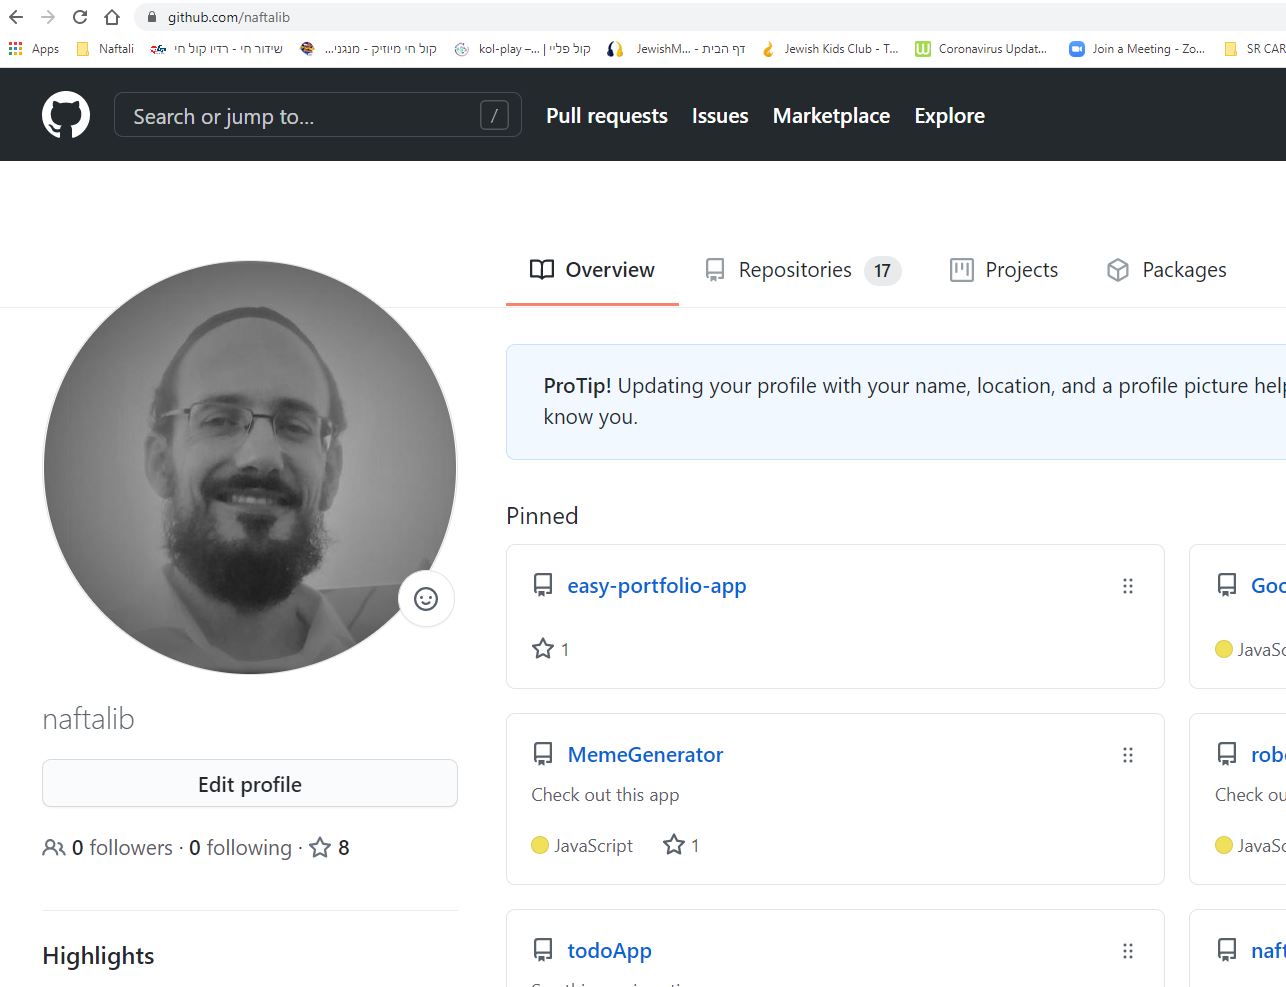 github.com/naftalib
Apps Naftali שידור חי - רדיו קול חי קול חי מיוזיק - מנגני... kol-play –... | קול פליי JewishM... - דף הבית Jewish Kids Club - T... Coronavirus Updat... Join a Meeting - Zo... SR CAR
Search or jump to... / Pull requests Issues Marketplace Explore
Overview Repositories 17 Projects Packages
ProTip! Updating your profile with your name, location, and a profile picture help
know you.
Pinned
easy-portfolio-app Goo
1 JavaSc
naftalib
MemeGenerator robo
Edit profile
Check out this app Check ou
JavaScript 1 JavaSc
0 followers · 0 following · 8
Highlights
todoApp naft